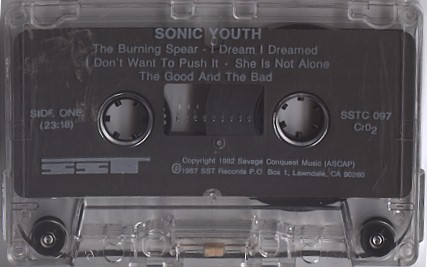 SONIC YOUTH
The Burning Spear - I Dream I Dreamed
I Don't Want To Push It - She Is Not Alone
The Good And The Bad
SIDE ONE
(23:18)
SSTC 097
CrO2
SST
Copyright 1982 Savage Conquest Music (ASCAP)
©1987 SST Records P.O. Box 1, Lawndale, CA 90260